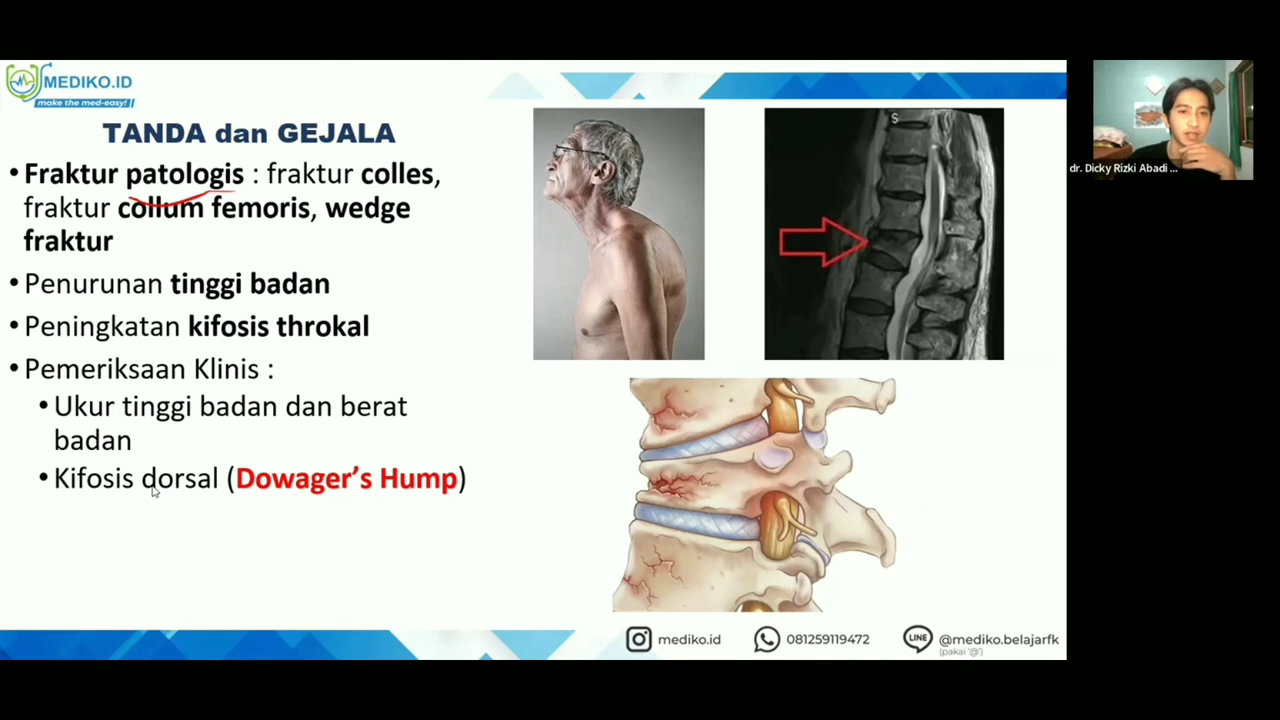 MEDIKO.ID
make the med-easy!
TANDA dan GEJALA
• Fraktur patologis : fraktur colles,
fraktur collum femoris, wedge
fraktur
• Penurunan tinggi badan
• Peningkatan kifosis throkal
• Pemeriksaan Klinis :
• Ukur tinggi badan dan berat
badan
• Kifosis dorsal (Dowager's Hump)
S
dr. Dicky Rizki Abadi ...
mediko.id
081259119472
LINE
@mediko.belajarfk
(pakai '@')